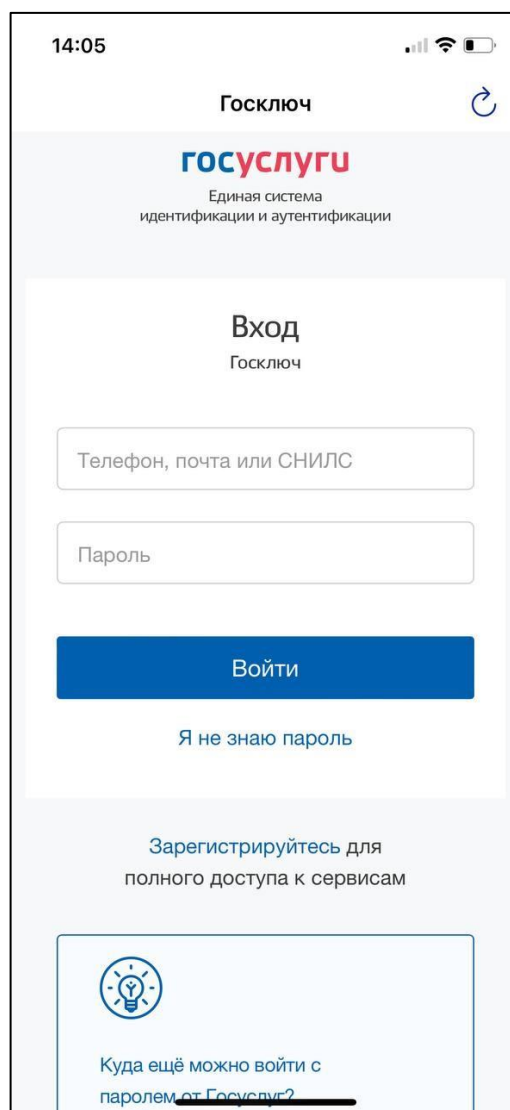 14:05
Госключ
госуслуги
Единая система
идентификации и аутентификации
Вход
Госключ
Телефон, почта или СНИЛС
Пароль
Войти
Я не знаю пароль
Зарегистрируйтесь для
полного доступа к сервисам
Куда ещё можно войти с
паролем от Госуслуг?